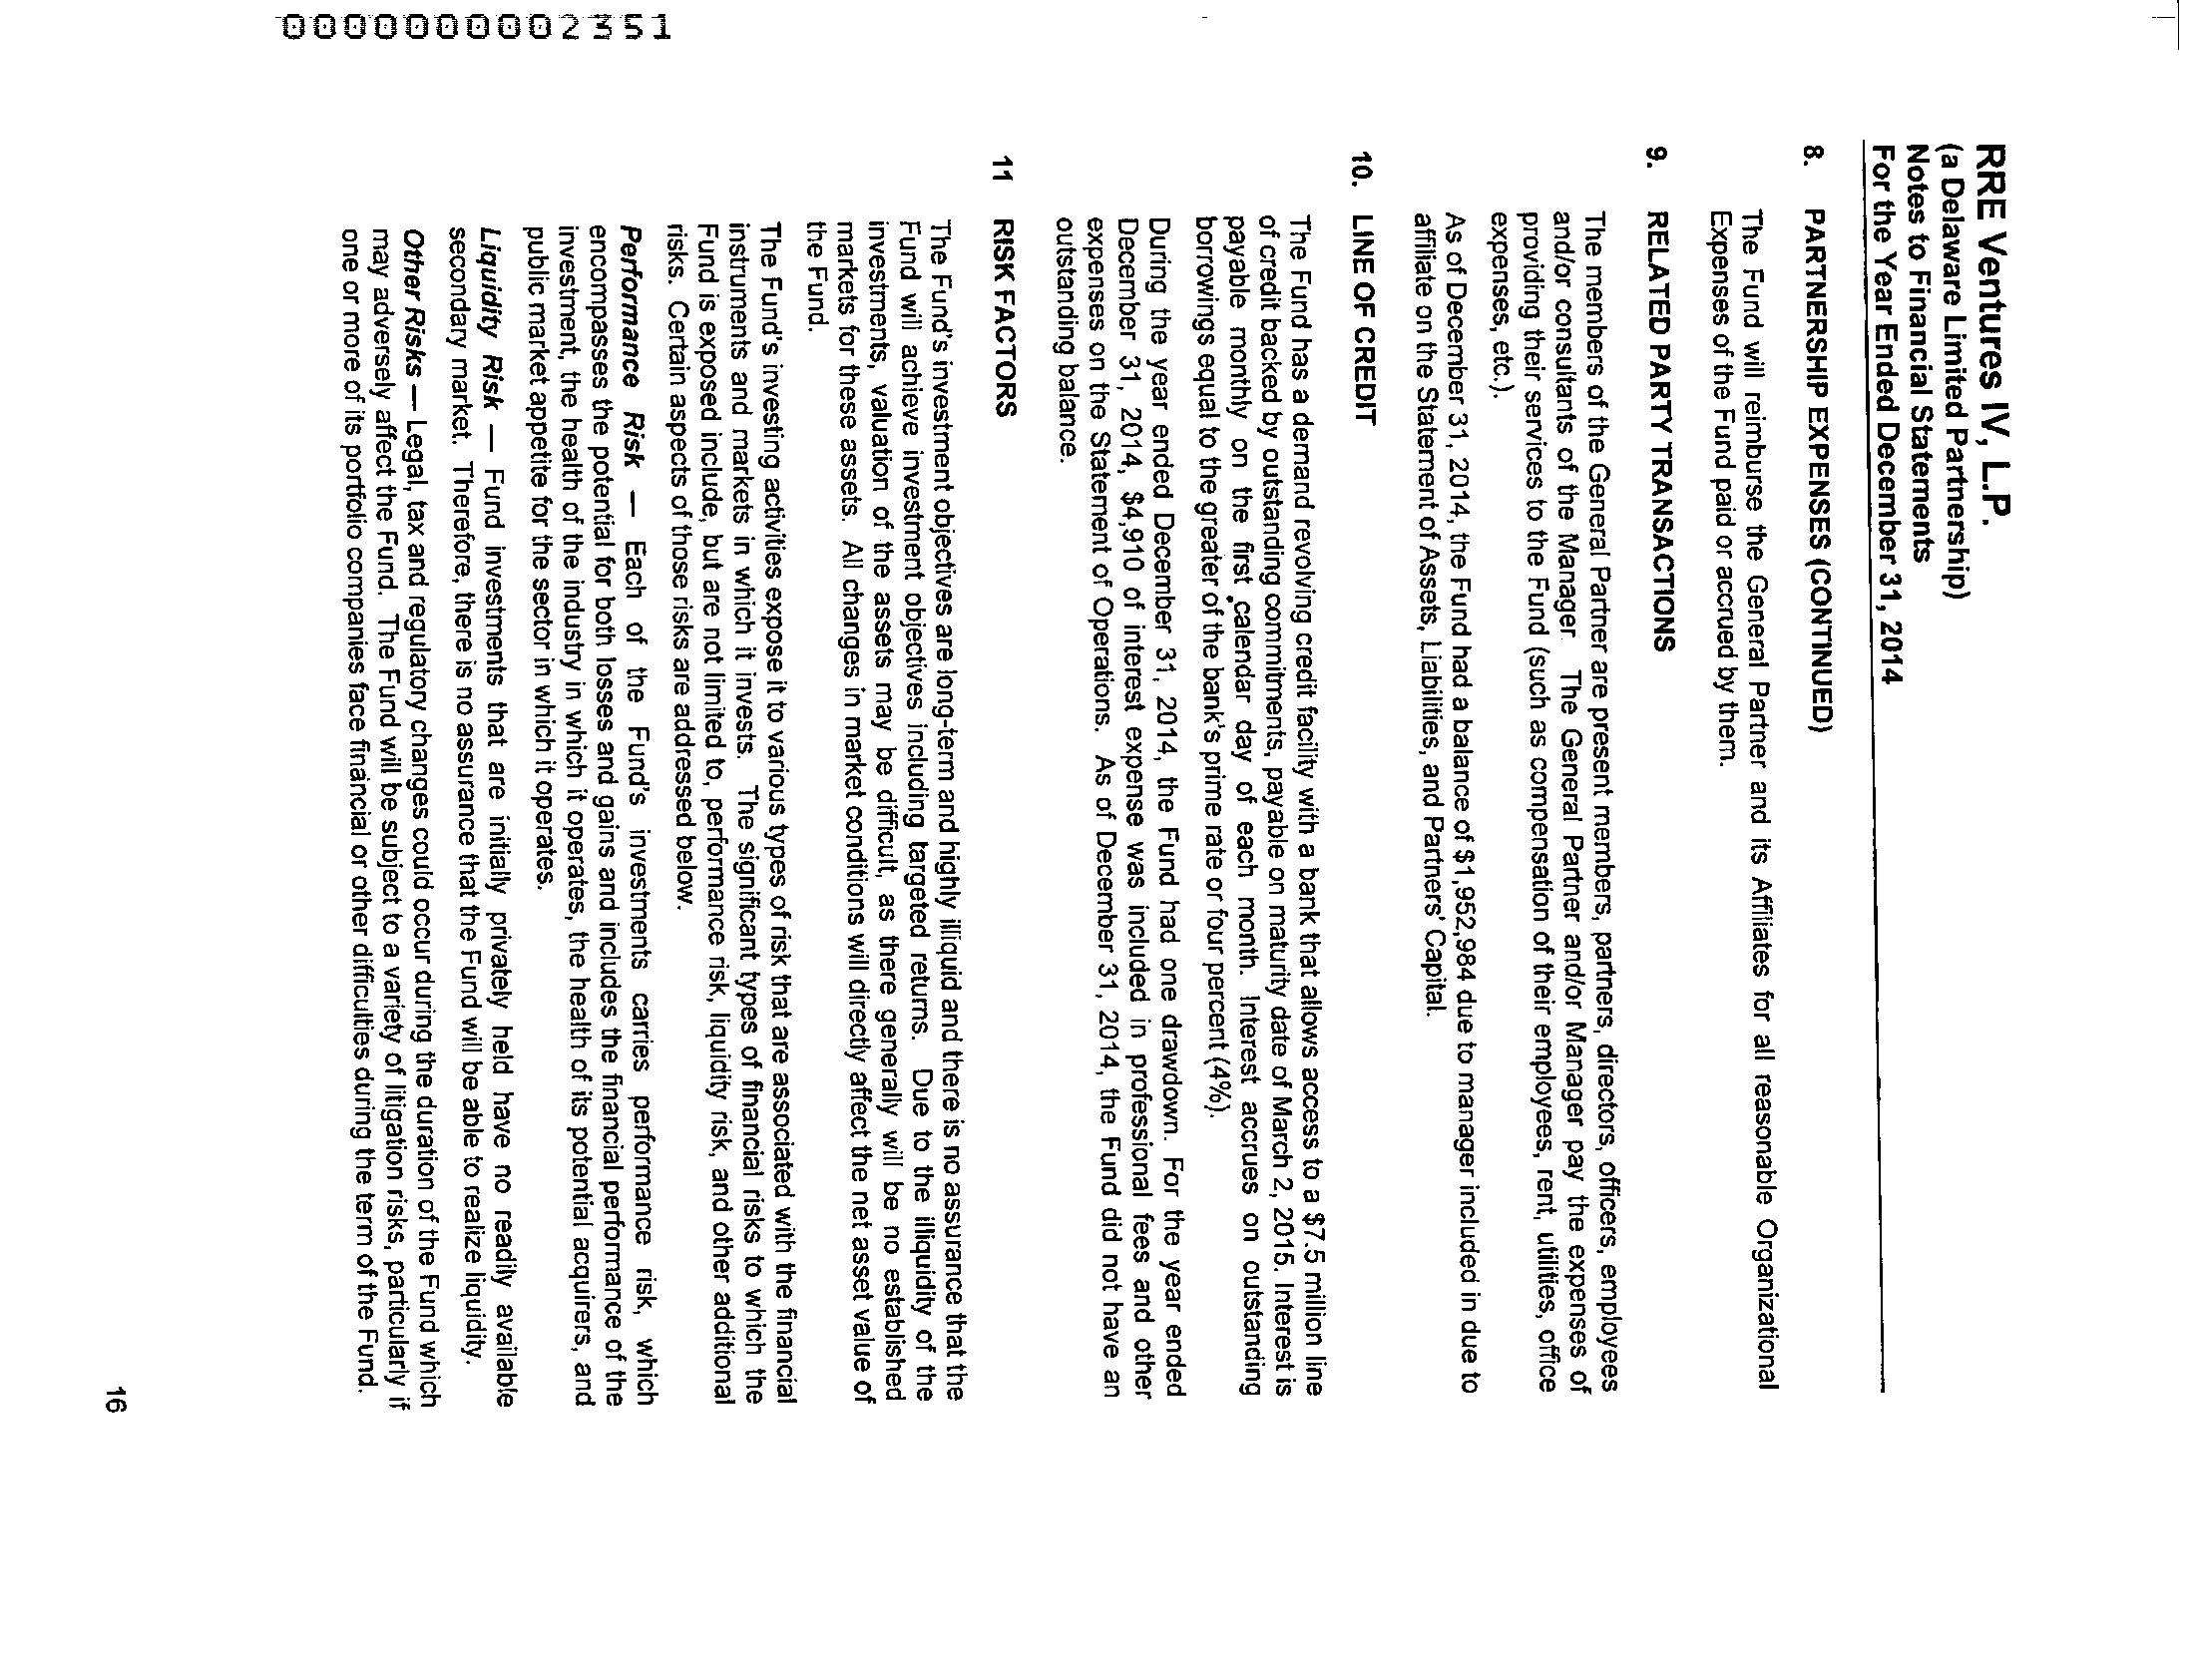 0000000002351
RRE Ventures IV, L.P.
(a Delaware Limited Partnership)
Notes to Financial Statements
For the Year Ended December 31, 2014
8. PARTNERSHIP EXPENSES (CONTINUED)
The Fund will reimburse the General Partner and its Affiliates for all reasonable Organizational
Expenses of the Fund paid or accrued by them.
9. RELATED PARTY TRANSACTIONS
The members of the General Partner are present members, partners, directors, officers, employees
and/or consultants of the Manager. The General Partner and/or Manager pay the expenses of
providing their services to the Fund (such as compensation of their employees, rent, utilities, office
expenses, etc.).
As of December 31, 2014, the Fund had a balance of $1,952,984 due to manager included in due to
affiliate on the Statement of Assets, Liabilities, and Partners' Capital.
10. LINE OF CREDIT
The Fund has a demand revolving credit facility with a bank that allows access to a $7.5 million line
of credit backed by outstanding commitments, payable on maturity date of March 2, 2015. Interest is
payable monthly on the first calendar day of each month. Interest accrues on outstanding
borrowings equal to the greater of the bank's prime rate or four percent (4%).
During the year ended December 31, 2014, the Fund had one drawdown. For the year ended
December 31, 2014, $4,910 of interest expense was included in professional fees and other
expenses on the Statement of Operations. As of December 31, 2014, the Fund did not have an
outstanding balance.
11 RISK FACTORS
The Fund's investment objectives are long-term and highly illiquid and there is no assurance that the
Fund will achieve investment objectives including targeted returns. Due to the illiquidity of the
investments, valuation of the assets may be difficult, as there generally will be no established
markets for these assets. All changes in market conditions will directly affect the net asset value of
the Fund.
The Fund's investing activities expose it to various types of risk that are associated with the financial
instruments and markets in which it invests. The significant types of financial risks to which the
Fund is exposed include, but are not limited to, performance risk, liquidity risk, and other additional
risks. Certain aspects of those risks are addressed below.
Performance Risk — Each of the Fund's investments carries performance risk, which
encompasses the potential for both losses and gains and includes the financial performance of the
investment, the health of the industry in which it operates, the health of its potential acquirers, and
public market appetite for the sector in which it operates.
Liquidity Risk — Fund investments that are initially privately held have no readily available
secondary market. Therefore, there is no assurance that the Fund will be able to realize liquidity.
Other Risks — Legal, tax and regulatory changes could occur during the duration of the Fund which
may adversely affect the Fund. The Fund will be subject to a variety of litigation risks, particularly if
one or more of its portfolio companies face financial or other difficulties during the term of the Fund.
16